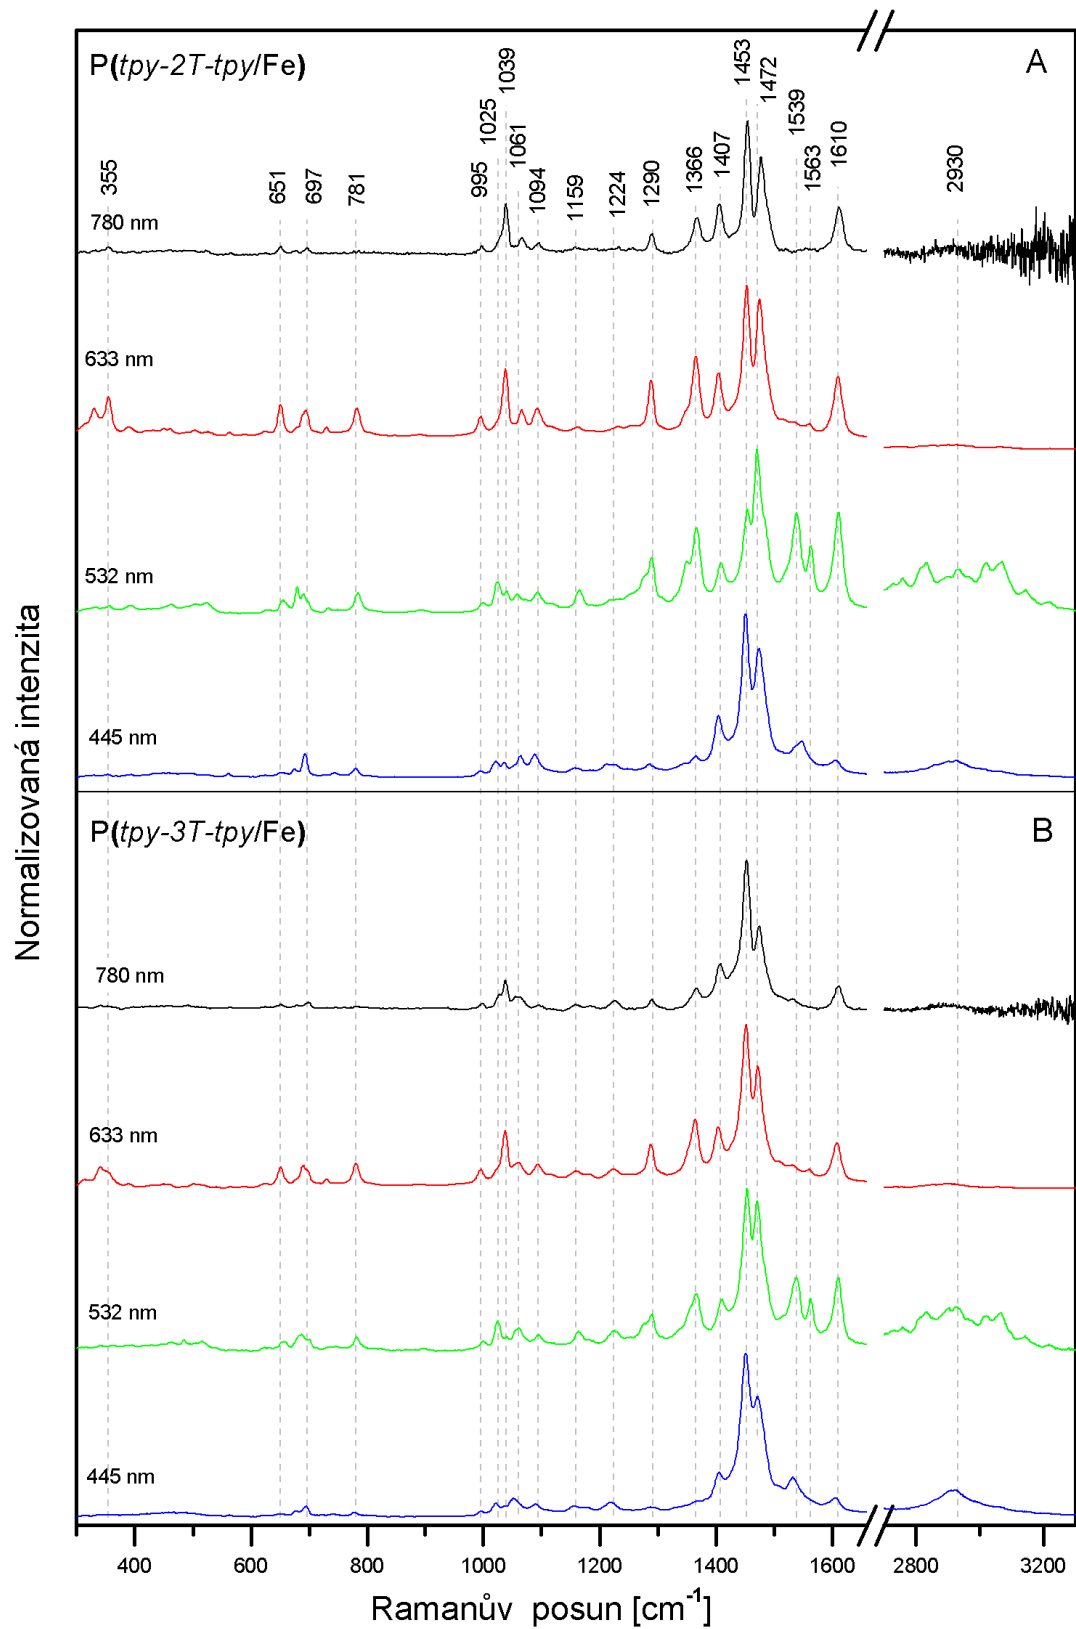 P(tpy-2T-tpy/Fe)
A
355
651
697
781
995
1025
1039
1061
1094
1159
1224
1290
1366
1407
1453
1472
1539
1563
1610
2930
780 nm
633 nm
532 nm
445 nm
P(tpy-3T-tpy/Fe)
B
780 nm
633 nm
532 nm
445 nm
Normalizovaná intenzita
400 600 800 1000 1200 1400 1600 2800 3200
Ramanův posun [cm⁻¹]